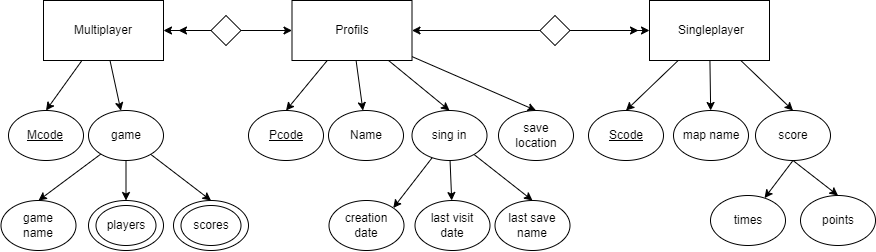 Multiplayer
Profils
Singleplayer
Mcode
game
Pcode
Name
sing in
save
location
Scode
map name
score
game
name
players
scores
creation
date
last visit
date
last save
name
times
points